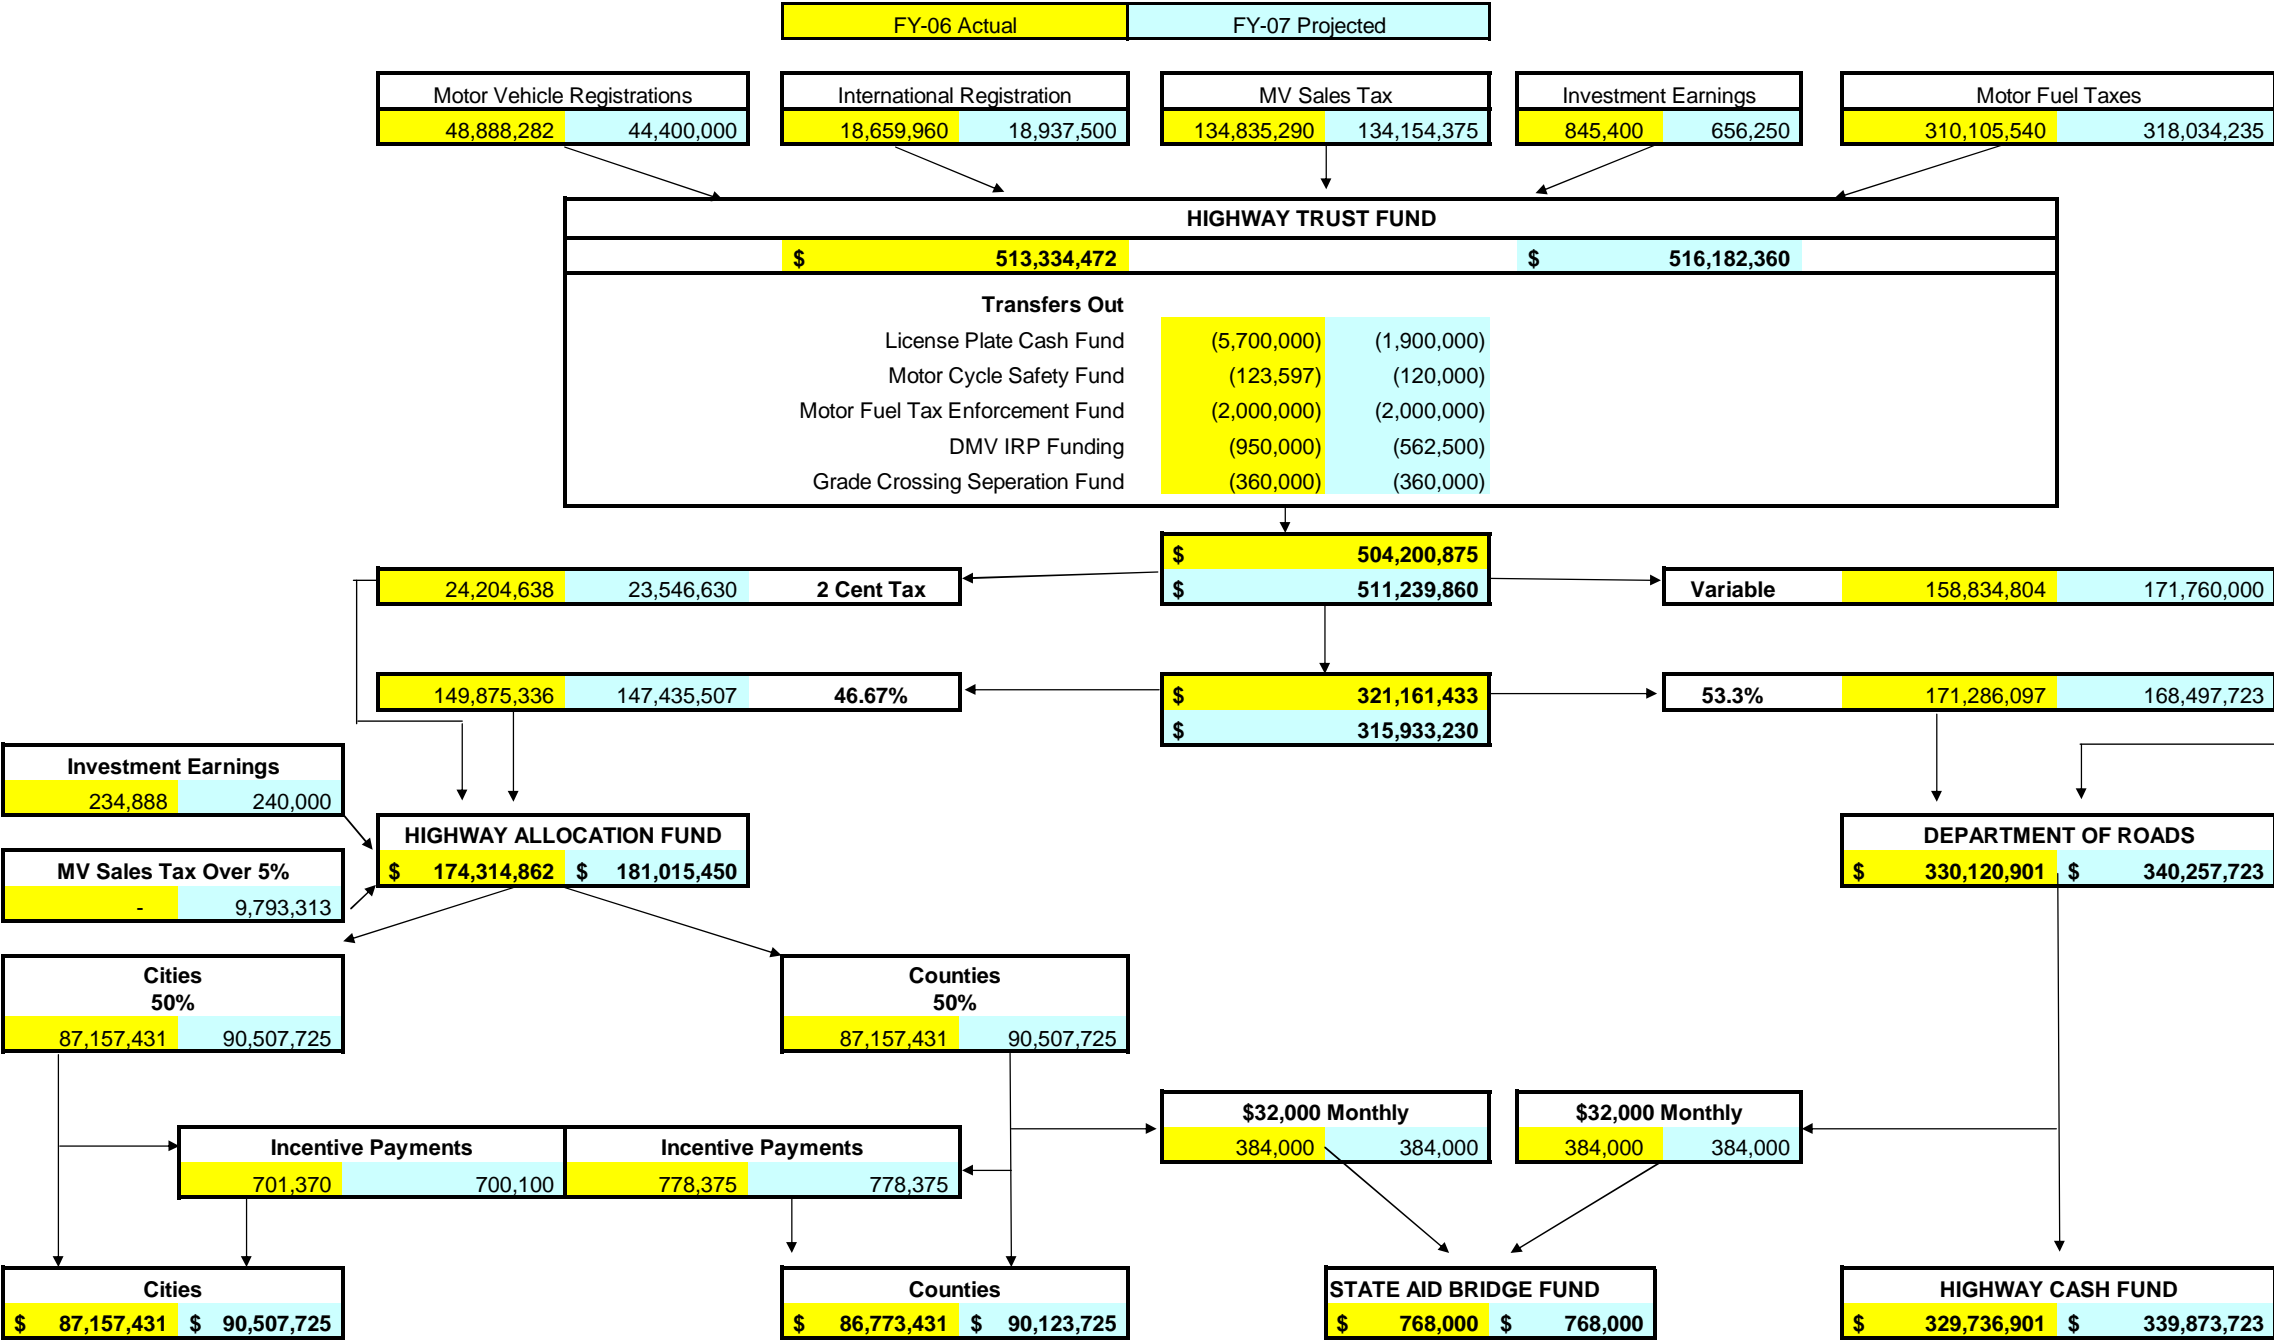 FY-06 Actual FY-07 Projected
Motor Vehicle Registrations International Registration MV Sales Tax Investment Earnings Motor Fuel Taxes
48,888,282 44,400,000 18,659,960 18,937,500 134,835,290 134,154,375 845,400 656,250 310,105,540 318,034,235
HIGHWAY TRUST FUND
$ 513,334,472 $ 516,182,360
Transfers Out
License Plate Cash Fund (5,700,000) (1,900,000)
Motor Cycle Safety Fund (123,597) (120,000)
Motor Fuel Tax Enforcement Fund (2,000,000) (2,000,000)
DMV IRP Funding (950,000) (562,500)
Grade Crossing Seperation Fund (360,000) (360,000)
$ 504,200,875
24,204,638 23,546,630 2 Cent Tax $ 511,239,860 Variable 158,834,804 171,760,000
149,875,336 147,435,507 46.67% $ 321,161,433 53.3% 171,286,097 168,497,723
$ 315,933,230
Investment Earnings
234,888 240,000
HIGHWAY ALLOCATION FUND DEPARTMENT OF ROADS
MV Sales Tax Over 5% $ 174,314,862 $ 181,015,450 $ 330,120,901 $ 340,257,723
- 9,793,313
Cities Counties
50% 50%
87,157,431 90,507,725 87,157,431 90,507,725
$32,000 Monthly $32,000 Monthly
Incentive Payments Incentive Payments 384,000 384,000 384,000 384,000
701,370 700,100 778,375 778,375
Cities Counties STATE AID BRIDGE FUND HIGHWAY CASH FUND
$ 87,157,431 $ 90,507,725 $ 86,773,431 $ 90,123,725 $ 768,000 $ 768,000 $ 329,736,901 $ 339,873,723